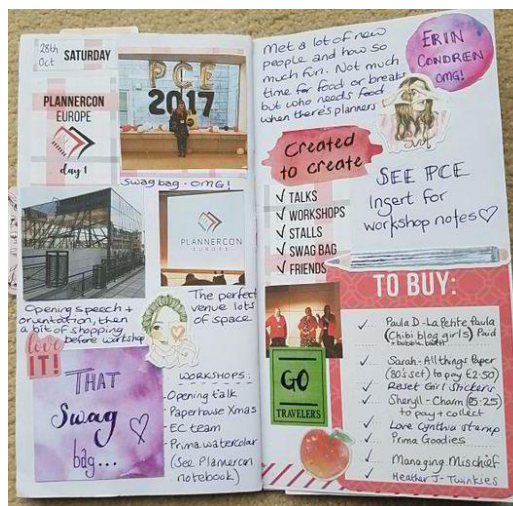 28th
Oct
SATURDAY
PLANNERCON
EUROPE
day 1
PCE
2017
Swag bag - OMG!
PLANNERCON
EUROPE
Opening speech +
orientation, then
a bit of shopping
before workshop
The perfect
venue lots
of space
love
IT!
THAT
Swag
bag...
WORKSHOPS:
- Opening talk
- Paperhouse Xmas
- EC team
- Prima watercolor
(See Plannercon
notebook)
Met a lot of new
people and how so
much fun. Not much
time for food or breaks
but who needs food
when there's planners
ERIN
CONDREN
OMG!
Created
to create
✓ TALKS
✓ WORKSHOPS
✓ STALLS
✓ SWAG BAG
✓ FRIENDS
SEE PCE
Insert for
workshop notes ♡
TO BUY:
✓ Paula D - La Petite Paula
(Chibi blog girls) Paid
✓ Sarah - All things Paper
(80's set) to pay £2.50)
✓ Reset Girl Stickers
✓ Sheryll - Charm (£5.25)
to pay + collect
✓ Love Cynthia stamp
✓ Prima Goodies
✓ Managing Mischief
✓ Heather J - Twinkies
GO
TRAVELERS